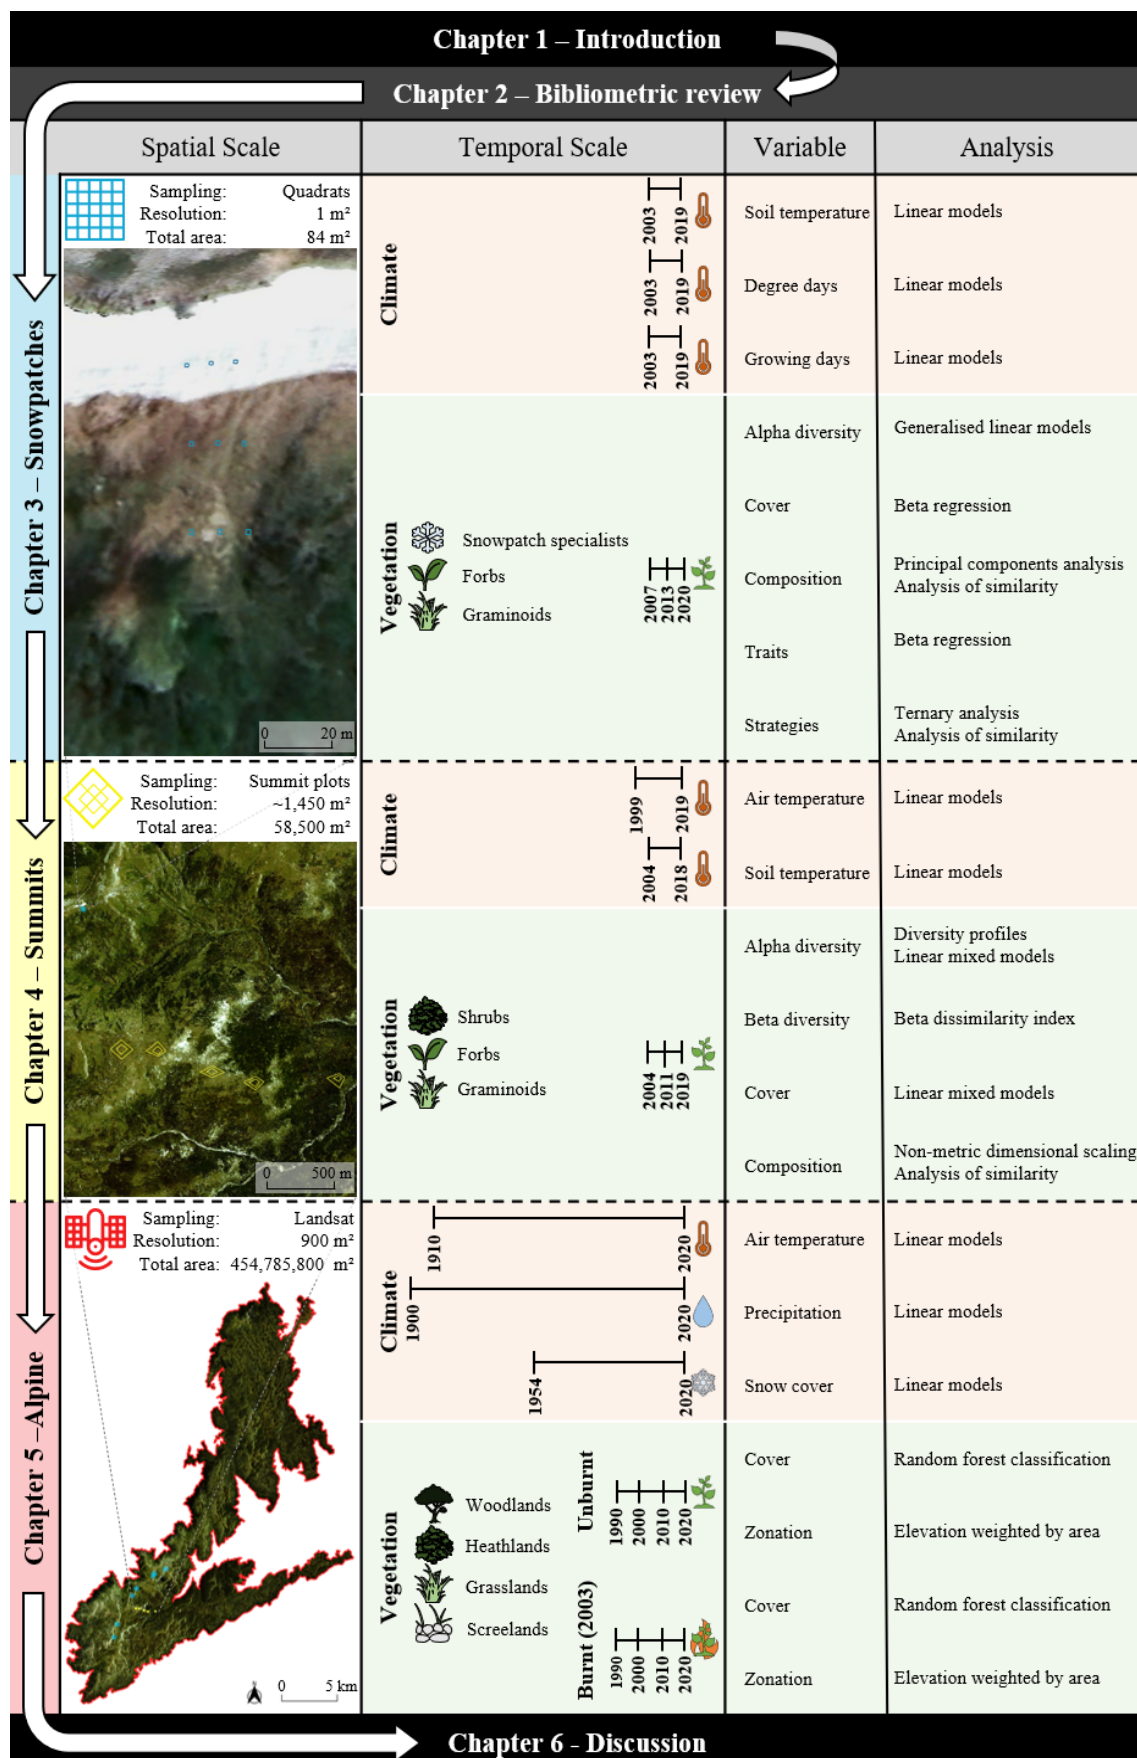 Chapter 1 – Introduction
Chapter 2 – Bibliometric review
Spatial Scale
Temporal Scale
Variable
Analysis
Chapter 3 – Snowpatches
Sampling: Quadrats
Resolution: 1 m²
Total area: 84 m²
0 20 m
Climate
2003 2019
Soil temperature
Linear models
2003 2019
Degree days
Linear models
2003 2019
Growing days
Linear models
Vegetation
Snowpatch specialists
Forbs
Graminoids
2007 2013 2020
Alpha diversity
Generalised linear models
Cover
Beta regression
Composition
Principal components analysis
Analysis of similarity
Traits
Beta regression
Strategies
Ternary analysis
Analysis of similarity
Chapter 4 – Summits
Sampling: Summit plots
Resolution: ~1,450 m²
Total area: 58,500 m²
0 500 m
Climate
1999 2019
Air temperature
Linear models
2004 2018
Soil temperature
Linear models
Vegetation
Shrubs
Forbs
Graminoids
2004 2011 2019
Alpha diversity
Diversity profiles
Linear mixed models
Beta diversity
Beta dissimilarity index
Cover
Linear mixed models
Composition
Non-metric dimensional scaling
Analysis of similarity
Chapter 5 –Alpine
Sampling: Landsat
Resolution: 900 m²
Total area: 454,785,800 m²
0 5 km
Climate
1910 2020
Air temperature
Linear models
1900 2020
Precipitation
Linear models
1954 2020
Snow cover
Linear models
Vegetation
Woodlands
Heathlands
Grasslands
Screelands
Unburnt
1990 2000 2010 2020
Cover
Random forest classification
Zonation
Elevation weighted by area
Burnt (2003)
1990 2000 2010 2020
Cover
Random forest classification
Zonation
Elevation weighted by area
Chapter 6 - Discussion